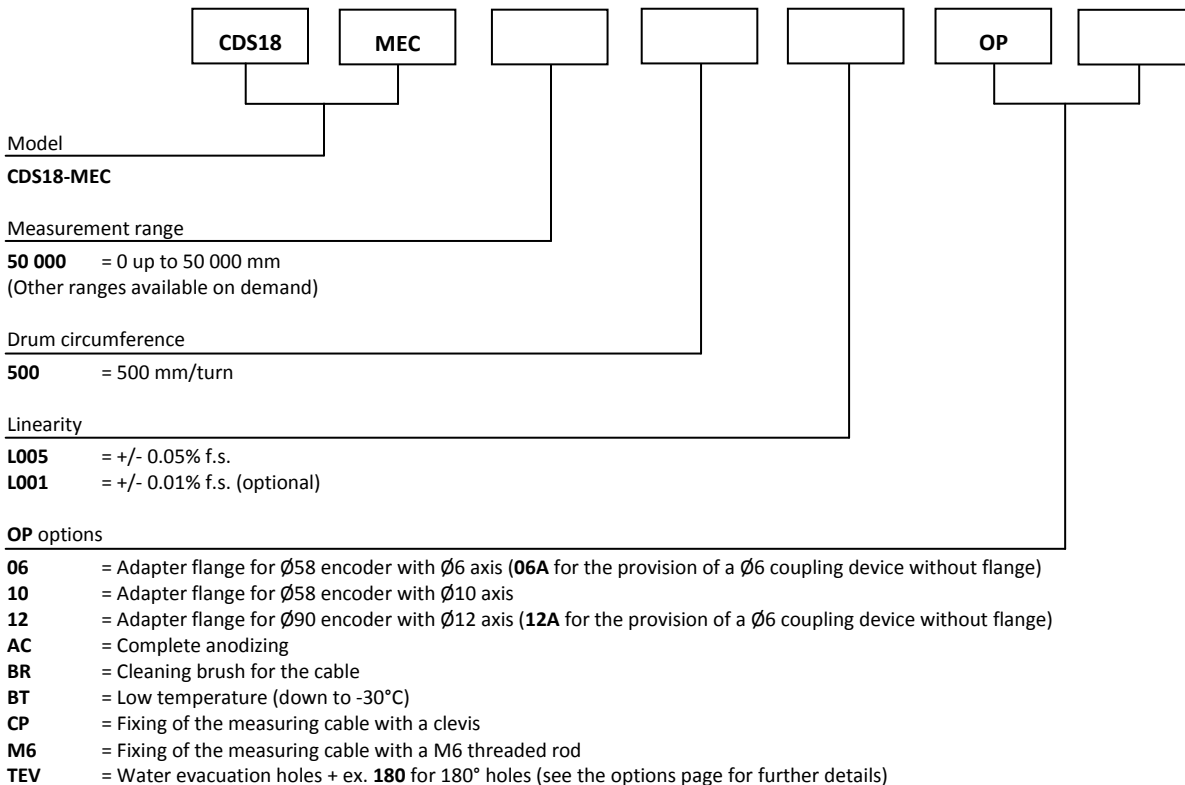 CDS18 MEC OP
Model
CDS18-MEC
Measurement range
50 000 = 0 up to 50 000 mm
(Other ranges available on demand)
Drum circumference
500 = 500 mm/turn
Linearity
L005 = +/- 0.05% f.s.
L001 = +/- 0.01% f.s. (optional)
OP options
06 = Adapter flange for Ø58 encoder with Ø6 axis (06A for the provision of a Ø6 coupling device without flange)
10 = Adapter flange for Ø58 encoder with Ø10 axis
12 = Adapter flange for Ø90 encoder with Ø12 axis (12A for the provision of a Ø6 coupling device without flange)
AC = Complete anodizing
BR = Cleaning brush for the cable
BT = Low temperature (down to -30°C)
CP = Fixing of the measuring cable with a clevis
M6 = Fixing of the measuring cable with a M6 threaded rod
TEV = Water evacuation holes + ex. 180 for 180° holes (see the options page for further details)